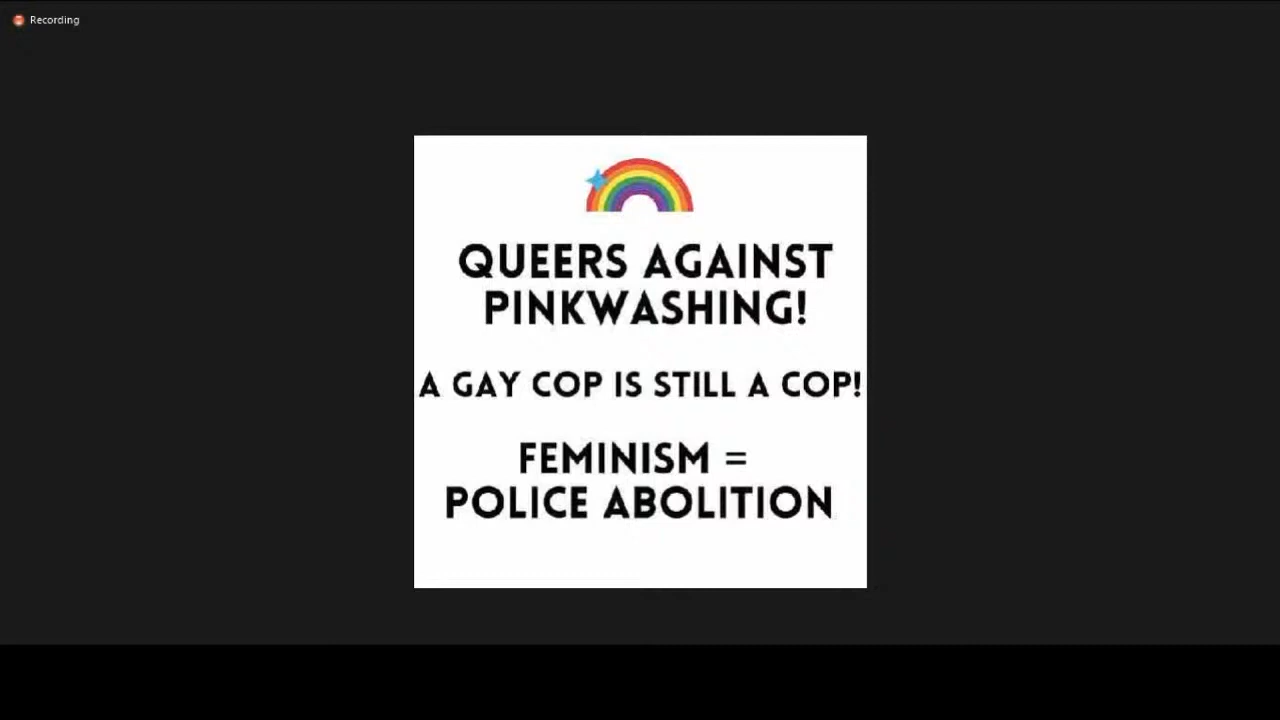 Recording
QUEERS AGAINST
PINKWASHING!
A GAY COP IS STILL A COP!
FEMINISM =
POLICE ABOLITION